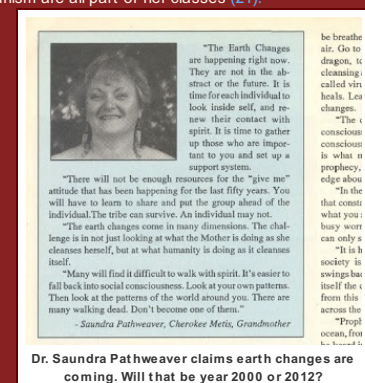 anism are all part of her classes (21).
"The Earth Changes
are happening right now.
They are not in the ab-
stract or the future. It is
time for each individual to
look inside self, and re-
new their contact with
spirit. It is time to gather
up those who are impor-
tant to you and set up a
support system.
"There will not be enough resources for the "give me"
attitude that has been happening for the last fifty years. You
will have to learn to share and put the group ahead of the
individual.The tribe can survive. An individual may not.
"The earth changes come in many dimensions. The chal-
lenge is in not just looking at what the Mother is doing as she
cleanses herself, but at what humanity is doing as it cleanses
itself.
"Many will find it difficult to walk with spirit. It's easier to
fall back into social consciousness. Look at your own patterns.
Then look at the patterns of the world around you. There are
many walking dead. Don't become one of them."
- Saundra Pathweaver, Cherokee Metis, Grandmother
be breathe
air. Go to
dragon, to
cleansing
called viru
heals. Lea
changes.
"The
consciousn
consciousn
is what
prophecy,
edge abou
"In the
that consta
what you
busy worr
can only s
"It is h
society is
swings bac
itself the
from this
across the
"Proph
ocean, from
Dr. Saundra Pathweaver claims earth changes are
coming. Will that be year 2000 or 2012?